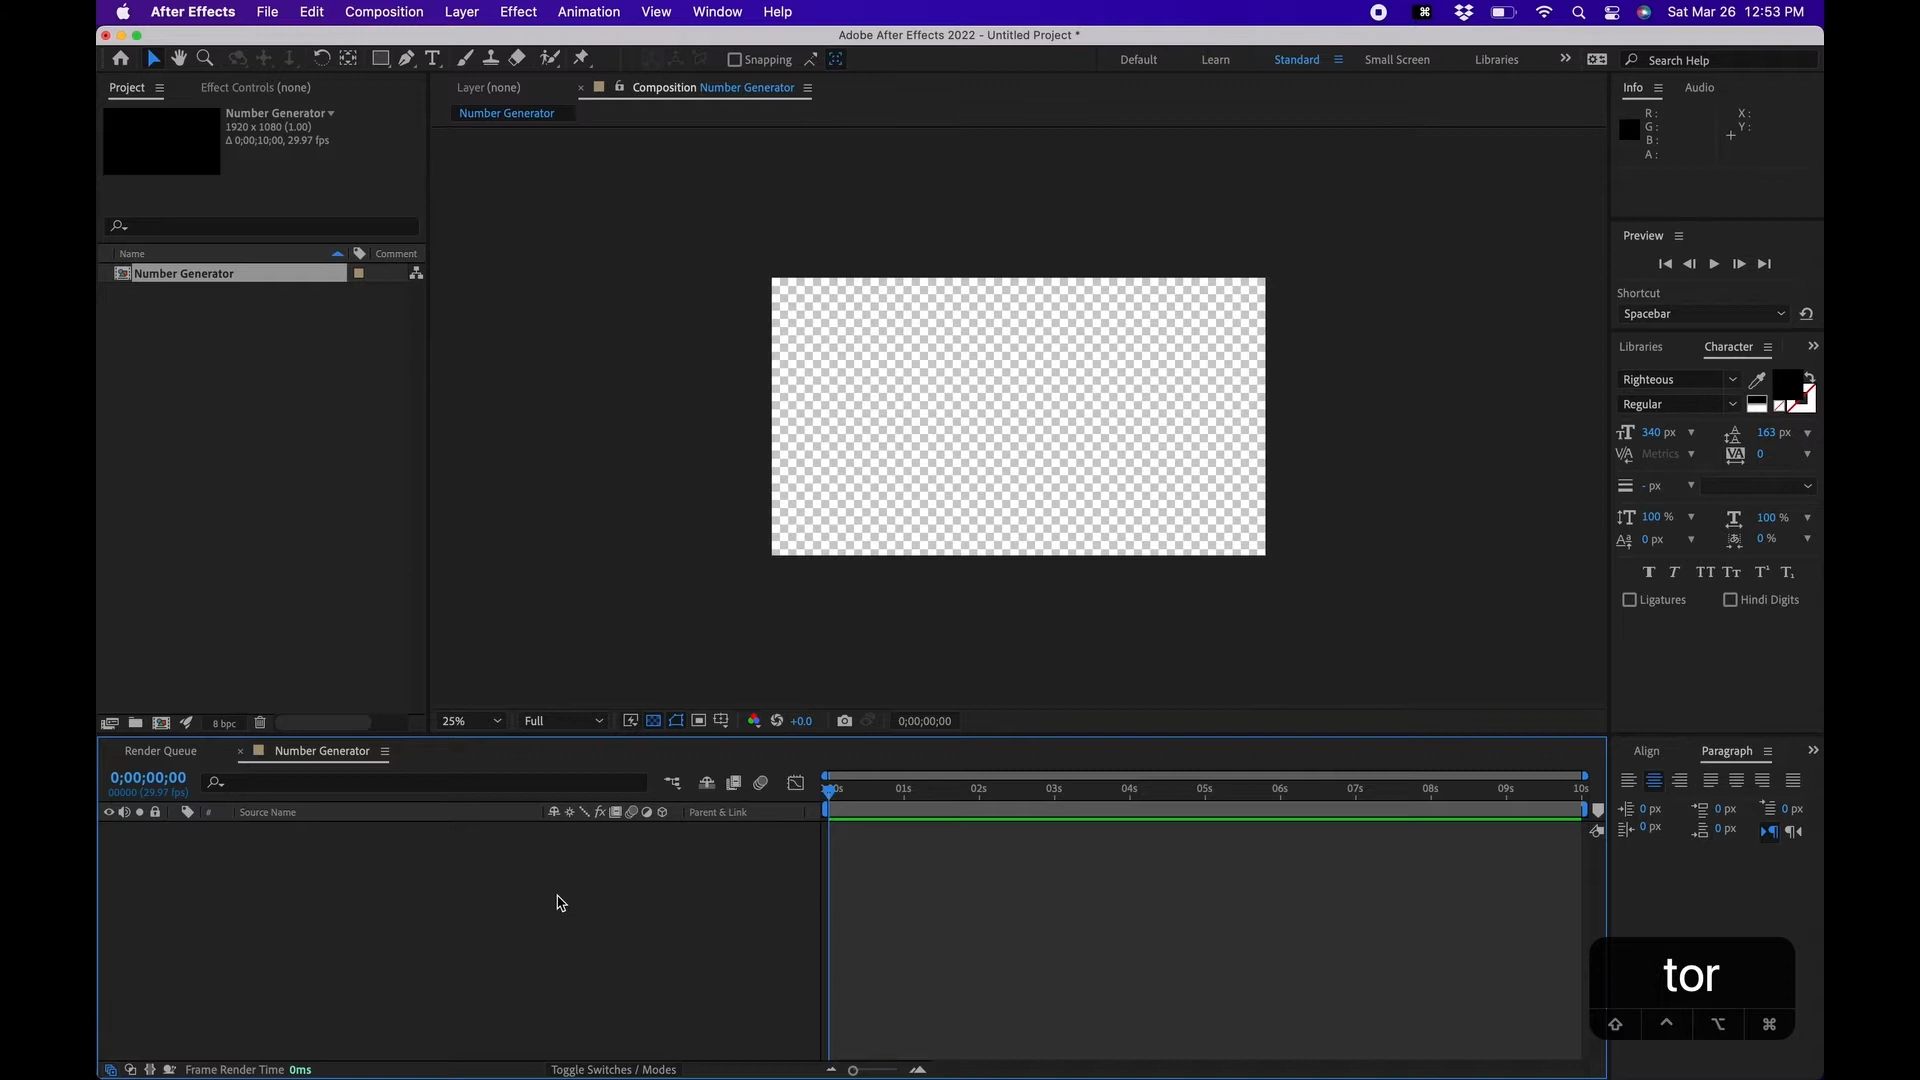 After Effects File Edit Composition Layer Effect Animation View Window Help Sat Mar 26 12:53 PM
Adobe After Effects 2022 - Untitled Project *
Snapping Default Learn Standard Small Screen Libraries Search Help
Project Effect Controls (none) Layer (none) Composition Number Generator Info Audio
Number Generator
1920 x 1080 (1.00)
Δ 0;00;10;00, 29.97 fps
Number Generator
R:
G:
B:
A:
X:
Y:
Name Comment
Number Generator
Preview
Shortcut
Spacebar
Libraries Character
Righteous
Regular
340 px 163 px
Metrics 0
- px
100 % 100 %
0 px 0 %
T T TT Tт T¹ T₁
Ligatures Hindi Digits
8 bpc 25% Full +0.0 0;00;00;00
Render Queue Number Generator
0;00;00;00
00000 (29.97 fps)
# Source Name Parent & Link
01s 02s 03s 04s 05s 06s 07s 08s 09s 10s
Align Paragraph
0 px 0 px 0 px
0 px 0 px
tor
Frame Render Time 0ms Toggle Switches / Modes